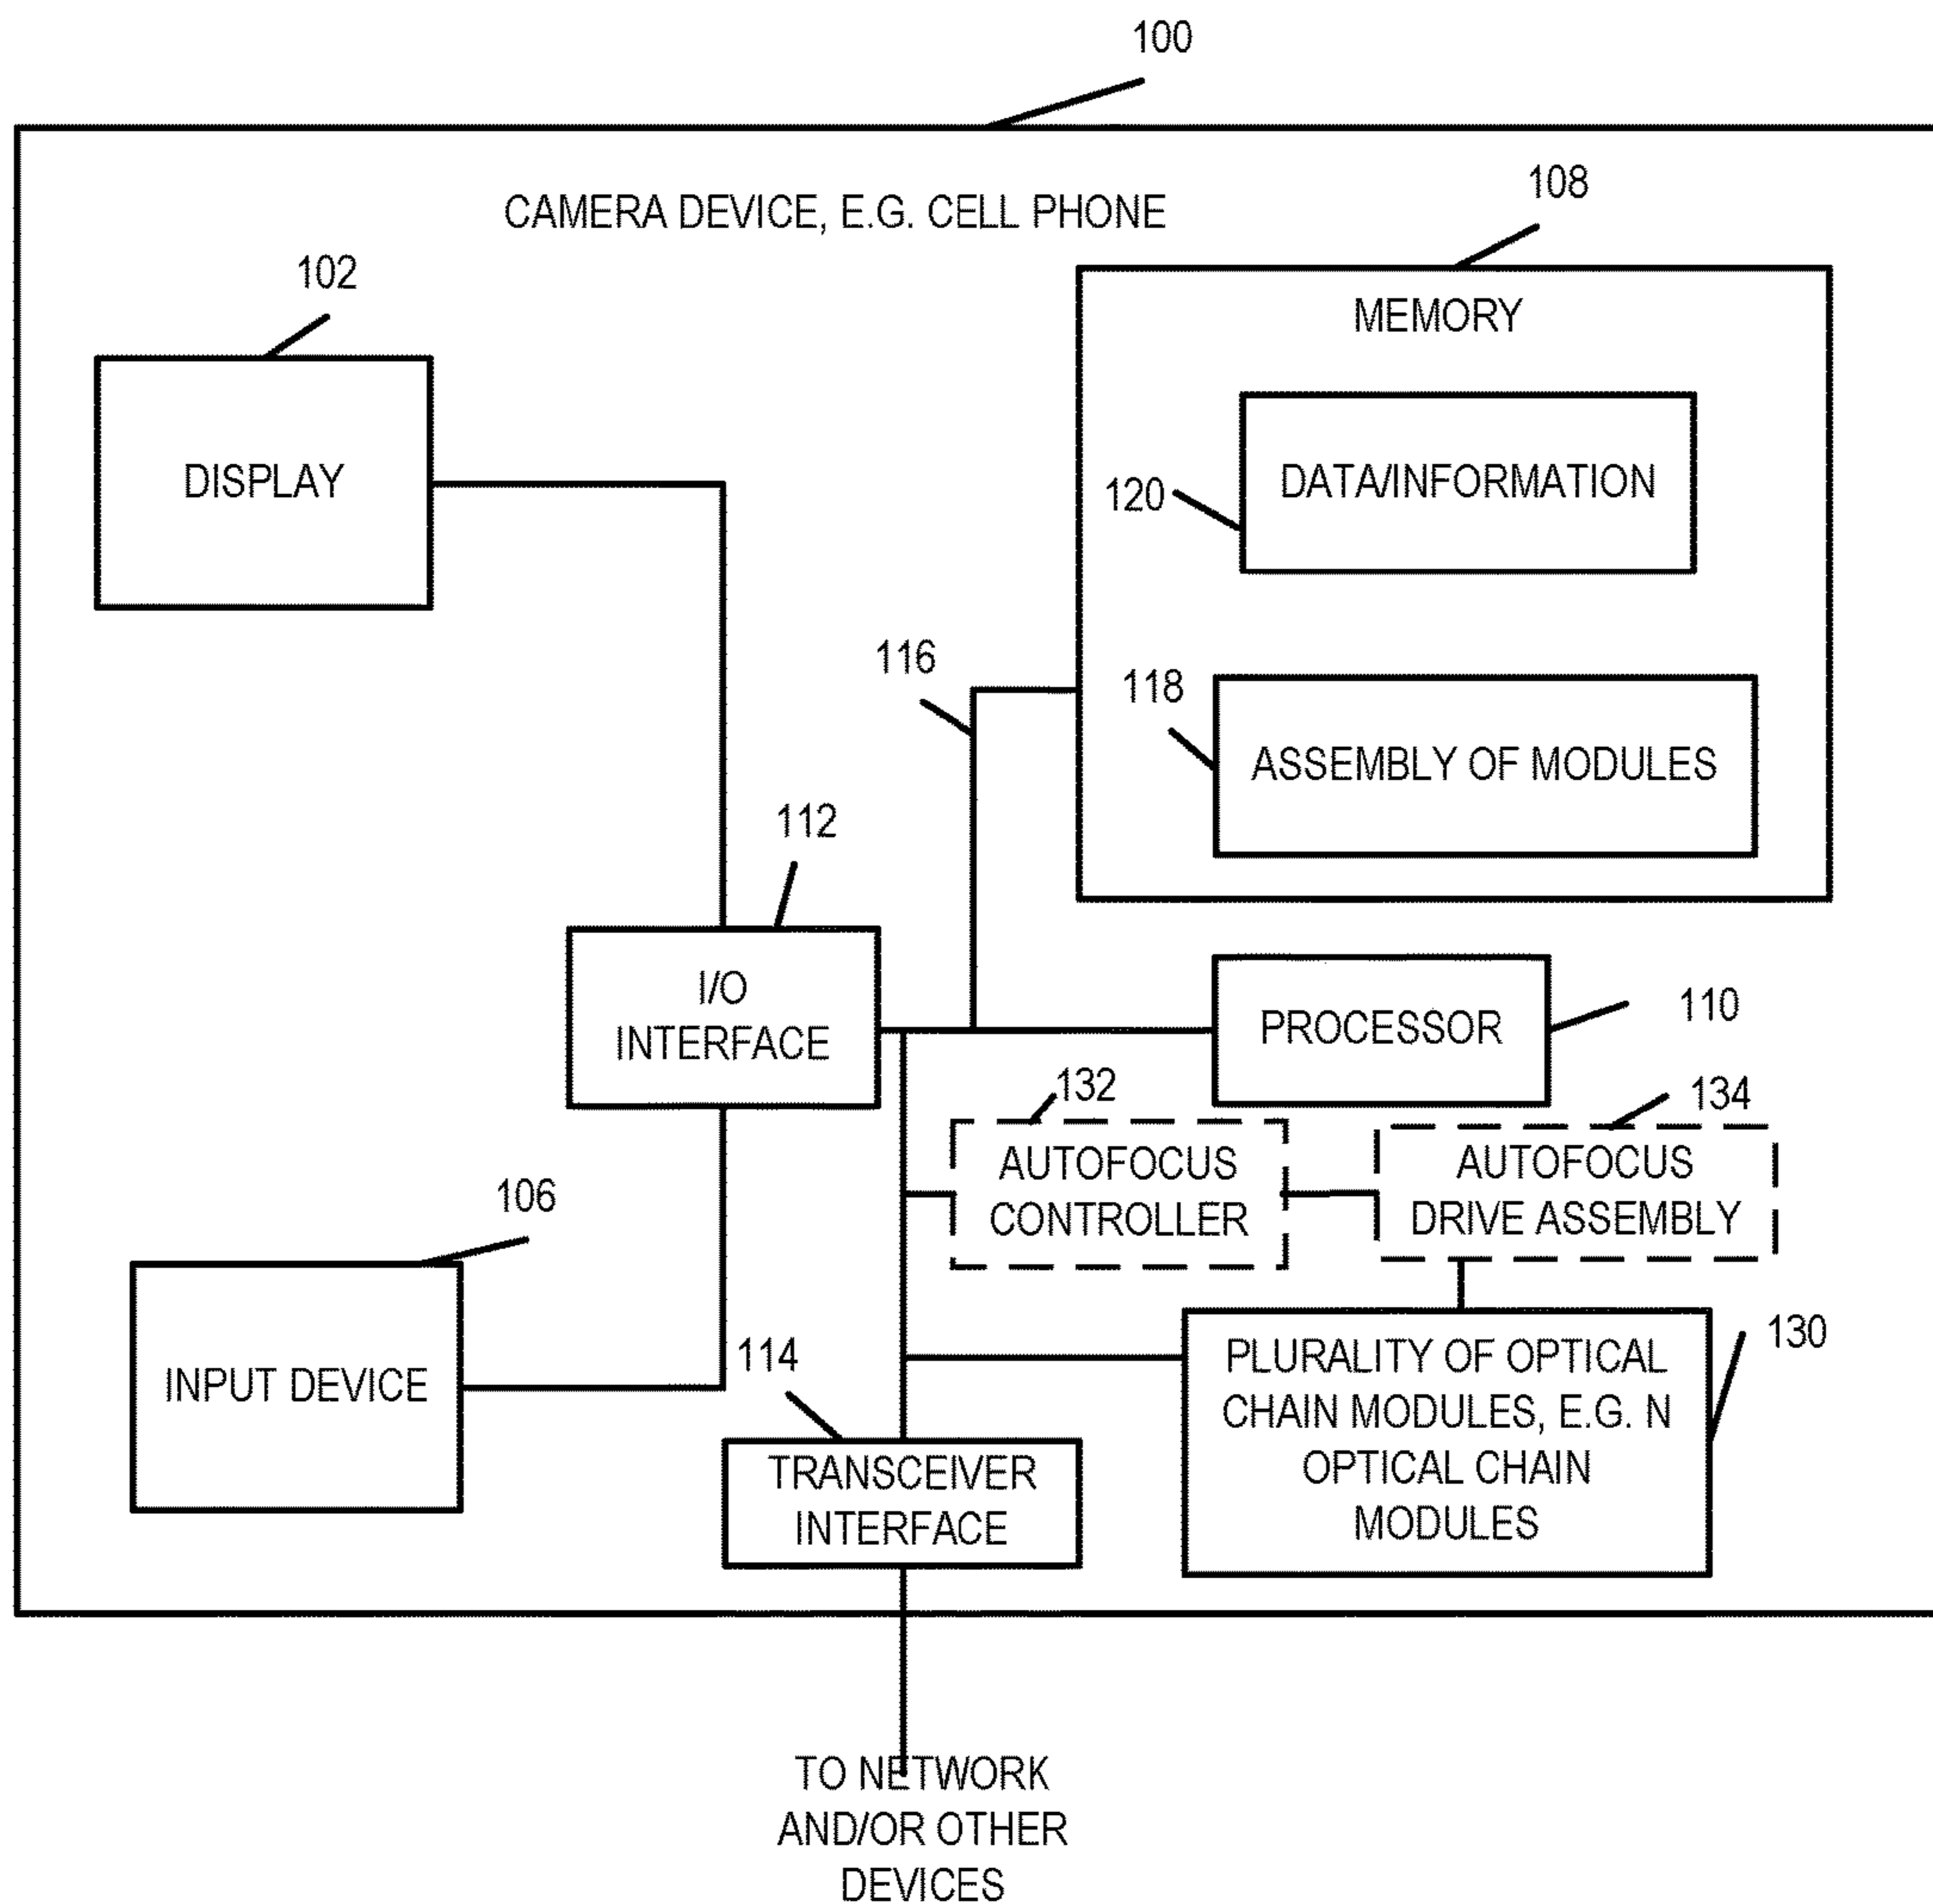 100
CAMERA DEVICE, E.G. CELL PHONE
108
102
MEMORY
DISPLAY
120
DATA/INFORMATION
116
118
ASSEMBLY OF MODULES
112
I/O
INTERFACE
PROCESSOR
110
132
134
AUTOFOCUS
CONTROLLER
AUTOFOCUS
DRIVE ASSEMBLY
106
INPUT DEVICE
114
TRANSCEIVER
INTERFACE
130
PLURALITY OF OPTICAL
CHAIN MODULES, E.G. N
OPTICAL CHAIN
MODULES
TO NETWORK
AND/OR OTHER
DEVICES